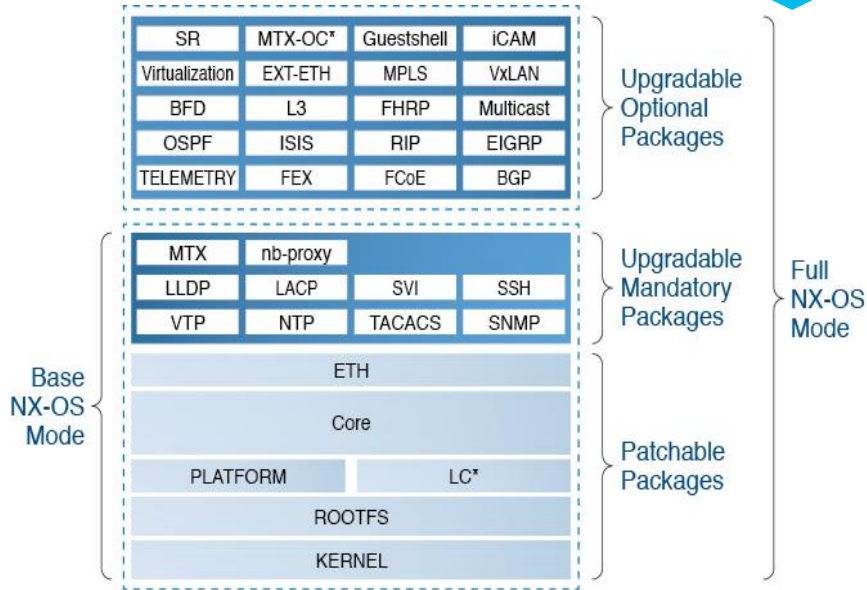 SR MTX-OC* Guestshell iCAM
Virtualization EXT-ETH MPLS VxLAN
BFD L3 FHRP Multicast
OSPF ISIS RIP EIGRP
TELEMETRY FEX FCoE BGP
Upgradable
Optional
Packages
MTX nb-proxy
LLDP LACP SVI SSH
VTP NTP TACACS SNMP
Upgradable
Mandatory
Packages
ETH
Core
PLATFORM LC*
ROOTFS
KERNEL
Patchable
Packages
Base
NX-OS
Mode
Full
NX-OS
Mode